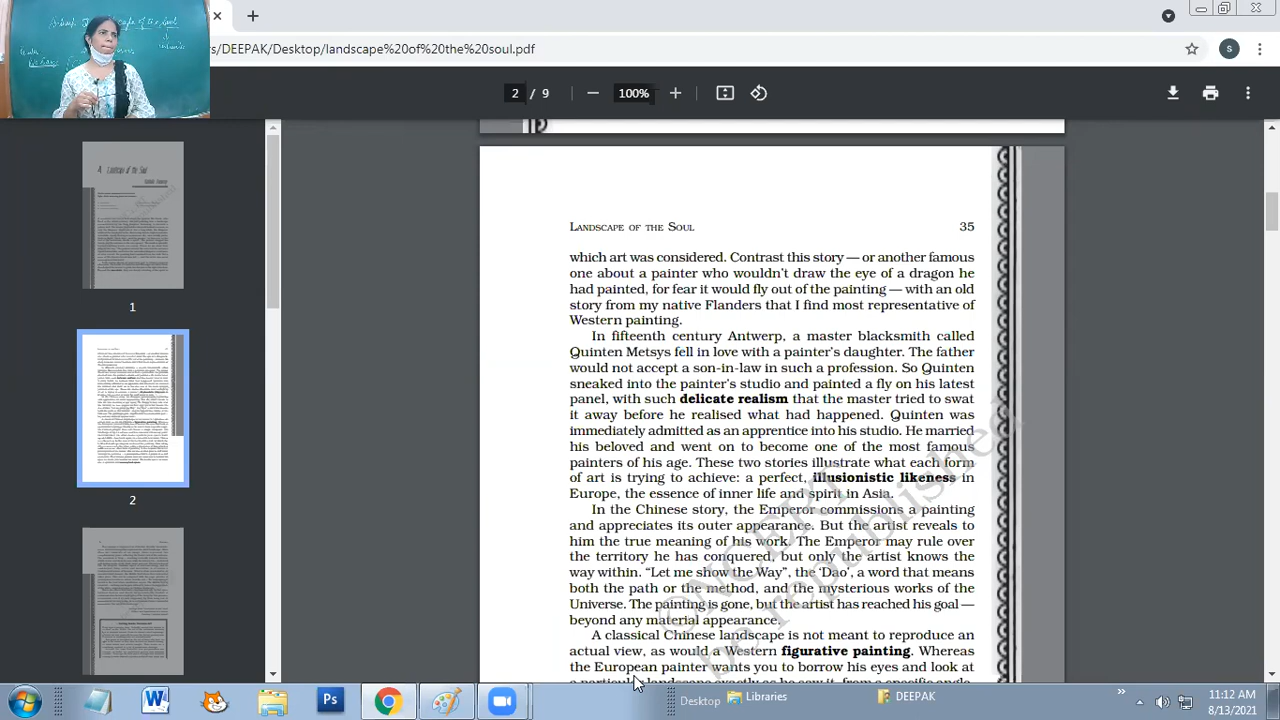 /DEEPAK/Desktop/landscape%20of%20the%20soul.pdf
S
2 / 9
100%
LANDSCAPE OF THE SOUL 35
which art was considered. Contrast this story — or another famous
one about a painter who wouldn't draw the eye of a dragon he
had painted, for fear it would fly out of the painting — with an old
story from my native Flanders that I find most representative of
Western painting.
In fifteenth century Antwerp, a master blacksmith called
Quinten Metsys fell in love with a painter's daughter. The father
would not accept a son-in-law in such a profession. So Quinten
sneaked into the painter's studio and painted a fly on his latest
panel, with such delicate realism that the master tried to swat
it away before he realised what had happened. Quinten was
immediately admitted as an apprentice into his studio. He married
his beloved and went on to become one of the most famous
painters of his age. These two stories illustrate what each form
of art is trying to achieve: a perfect, illusionistic likeness in
Europe, the essence of inner life and spirit in Asia.
In the Chinese story, the Emperor commissions a painting
and appreciates its outer appearance. But the artist reveals to
him the true meaning of his work. The Emperor may rule over
the territory he has conquered, but only the artist knows the
way within. “Let me show the Way”, the ‘Dao’, a word that means
both the path or the method, and the mysterious works of the
Universe. The painting is gone, but the artist has reached his goal —
beyond any material appearance.
A classical Chinese landscape is not meant to reproduce an
actual view, as would a Western figurative painting. Whereas
the European painter wants you to borrow his eyes and look at
a particular landscape exactly as he saw it, from a specific angle,
1
2
Desktop
Libraries
DEEPAK
11:12 AM
8/13/2021